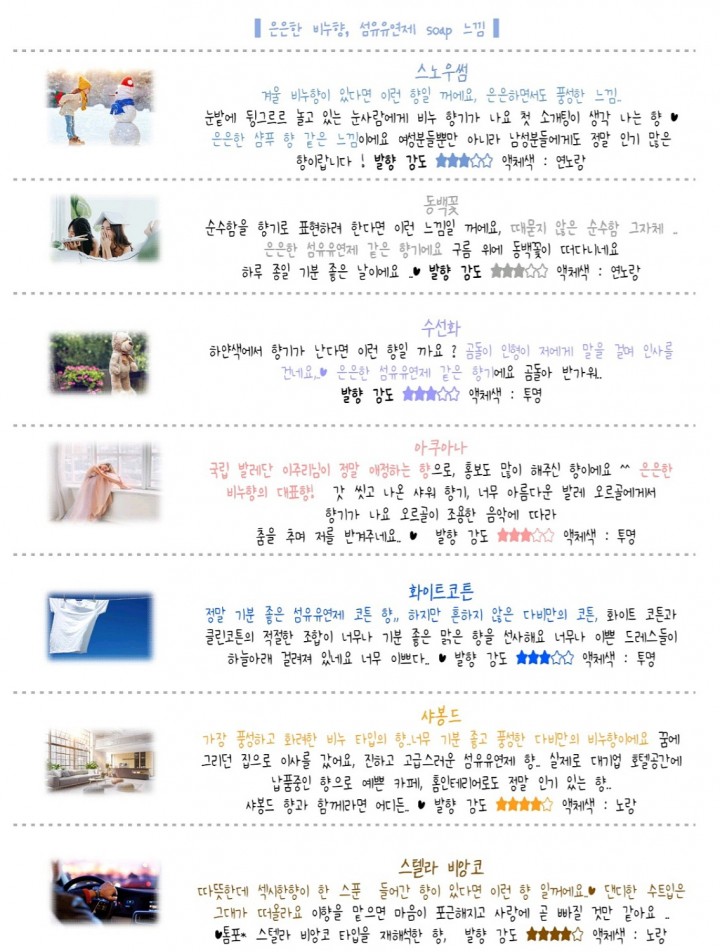 은은한 비누향, 섬유유연제 soap 느낌
스노우썸
겨울 비누향이 있다면 이런 향일 꺼에요, 은은하면서도 풍성한 느낌..
눈밭에 뒹그르르 놀고 있는 눈사람에게 비누 향기가 나요 첫 소개팅이 생각 나는 향 ♥
은은한 샴푸 향 같은 느낌이에요 여성분들뿐만 아니라 남성분들에게도 정말 인기 많은
향이랍니다 ! 발향 강도 ★★★☆☆ 액체색 : 연노랑
동백꽃
순수함을 향기로 표현하려 한다면 이런 느낌일 꺼에요, 때묻지 않은 순수함 그자체 ..
은은한 섬유유연제 같은 향기에요 구름 위에 동백꽃이 떠다니네요
하루 종일 기분 좋은 날이에요 ..♥ 발향 강도 ★★★☆☆ 액체색 : 연노랑
수선화
하얀색에서 향기가 난다면 이런 향일 까요 ? 곰돌이 인형이 저에게 말을 걸며 인사를
건네요,..♥ 은은한 섬유유연제 같은 향기에요 곰돌아 반가워..
발향 강도 ★★★☆☆ 액체색 : 투명
아쿠아나
국립 발레단 이주리님이 정말 애정하는 향으로, 홍보도 많이 해주신 향이에요 ^^ 은은한
비누향의 대표향! 갓 씻고 나온 샤워 향기, 너무 아름다운 발레 오르골에게서
향기가 나요 오르골이 조용한 음악에 따라
춤을 추며 저를 반겨주네요.. ♥ 발향 강도 ★★★☆☆ 액체색 : 투명
화이트코튼
정말 기분 좋은 섬유유연제 코튼 향,, 하지만 흔하지 않은 다비만의 코튼, 화이트 코튼과
클린코튼의 적절한 조합이 너무나 기분 좋은 맑은 향을 선사해요 너무나 이쁜 드레스들이
하늘아래 걸려져 있네요 너무 이쁘다.. ♥ 발향 강도 ★★★☆☆ 액체색 : 투명
샤봉드
가장 풍성하고 화려한 비누 타입의 향..너무 기분 좋고 풍성한 다비만의 비누향이에요 꿈에
그리던 집으로 이사를 갔어요, 진하고 고급스러운 섬유유연제 향.. 실제로 대기업 호텔공간에
납품중인 향으로 예쁜 카페, 홈인테리어로도 정말 인기 있는 향..
샤봉드 향과 함께라면 어디든.. ♥ 발향 강도 ★★★★☆ 액체색 : 노랑
스텔라 비앙코
따뜻한데 섹시한향이 한 스푼 들어간 향이 있다면 이런 향 일꺼에요.♥ 댄디한 수트입은
그대가 떠올라요 이향을 맡으면 마음이 포근해지고 사랑에 곧 빠질 것만 같아요 ..
♥톰포* 스텔라 비앙코 타입을 재해석한 향, 발향 강도 ★★★★☆ 액체색 : 노랑